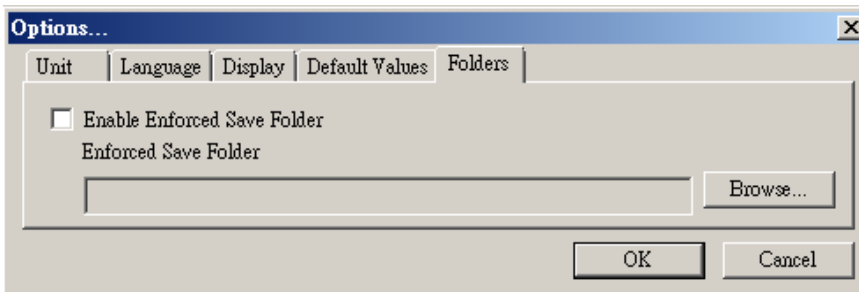 Options...
Unit Language Display Default Values Folders
Enable Enforced Save Folder
Enforced Save Folder
Browse...
OK Cancel